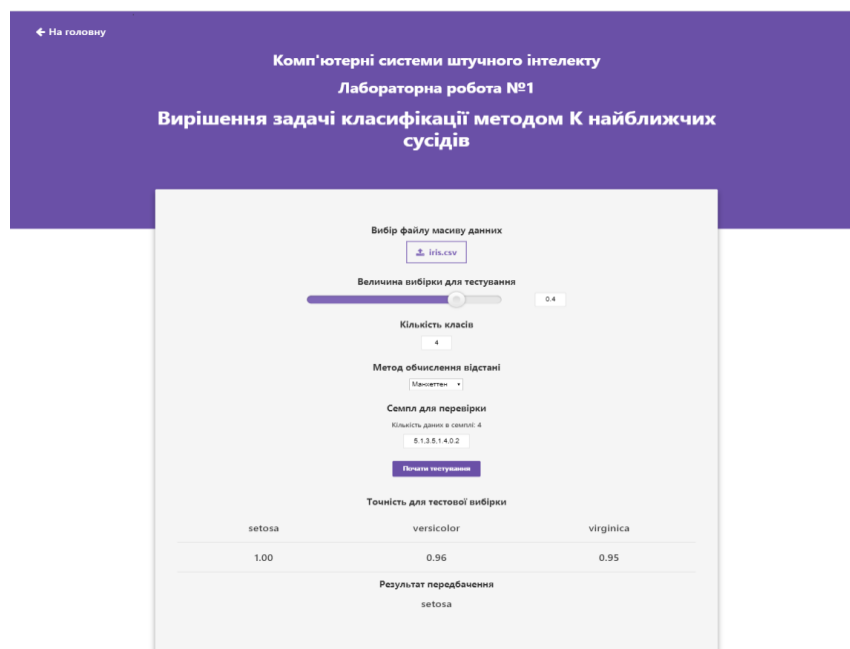 На головну
Комп'ютерні системи штучного інтелекту
Лабораторна робота №1
Вирішення задачі класифікації методом К найближчих
сусідів
Вибір файлу масиву данних
iris.csv
Величина вибірки для тестування
0.4
Кількість класів
4
Метод обчислення відстані
Манхеттен
Семпл для перевірки
Кількість даних в семплі: 4
5.1,3.5,1.4,0.2
Почати тестування
Точність для тестової вибірки
setosa versicolor virginica
1.00 0.96 0.95
Результат передбачення
setosa